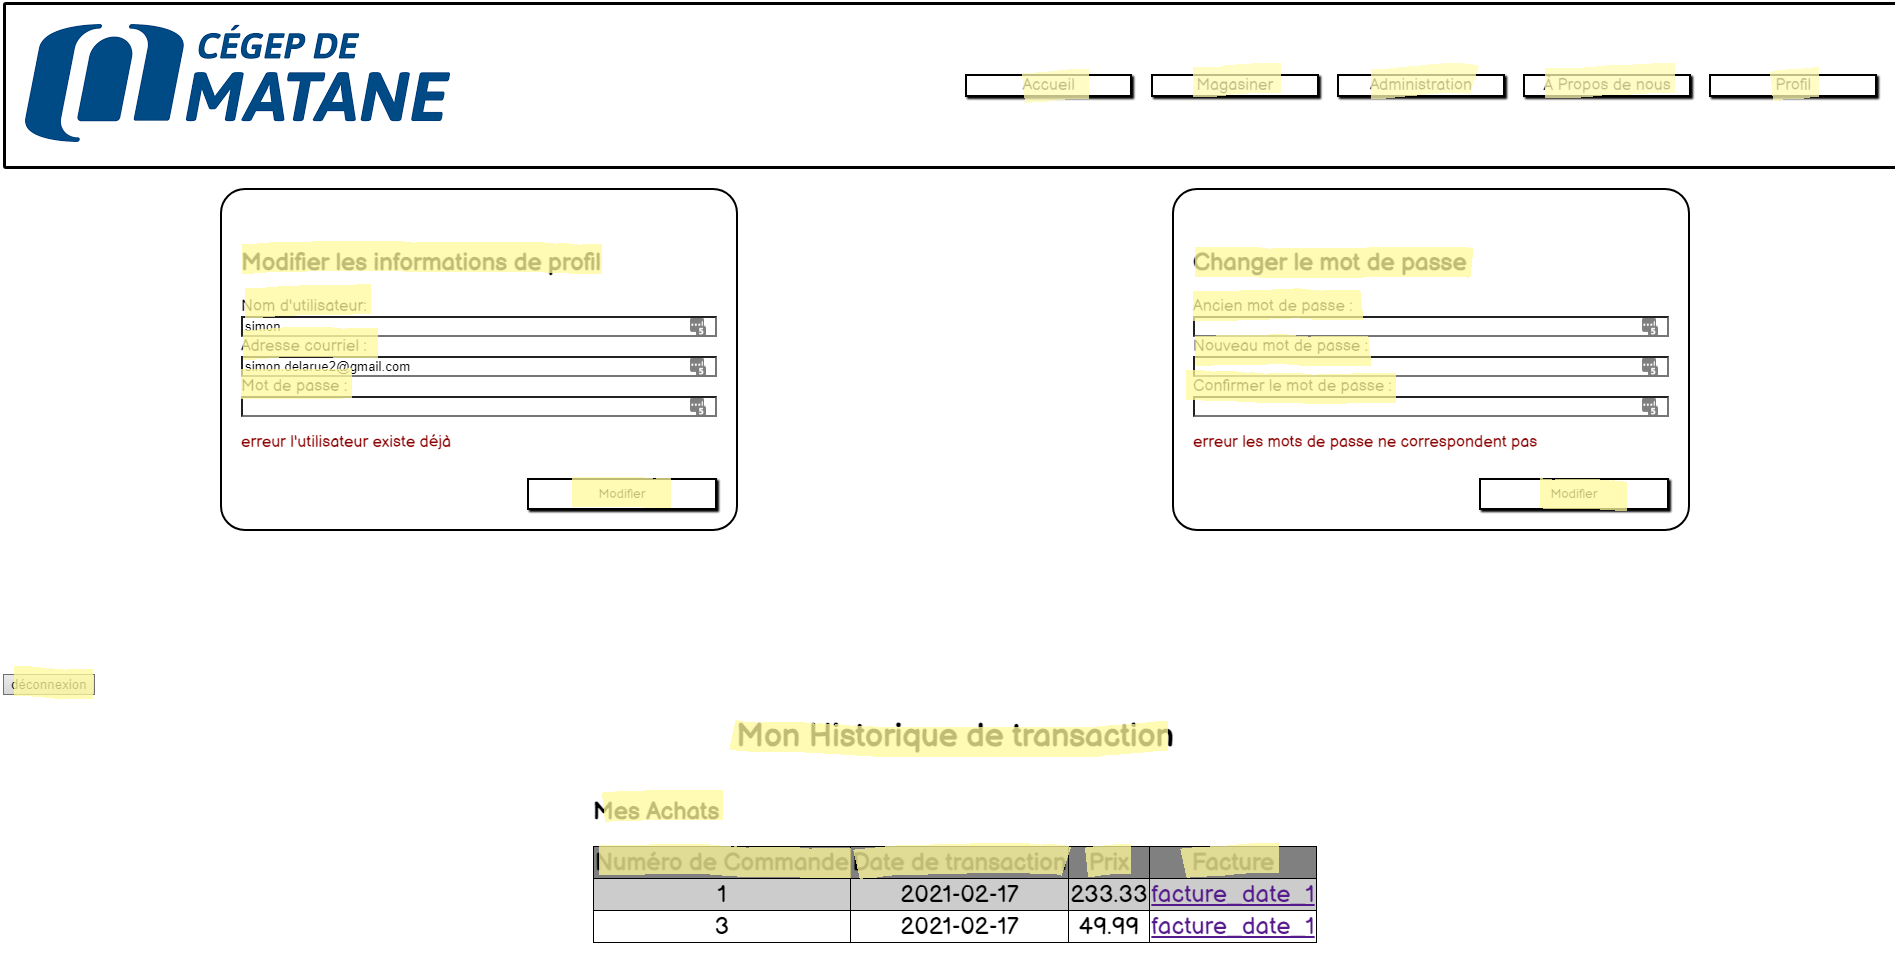 CÉGEP DE
MATANE
Accueil Magasiner Administration À Propos de nous Profil
Modifier les informations de profil
Nom d'utilisateur:
simon
Adresse courriel :
simon.delarue2@gmail.com
Mot de passe :
erreur l'utilisateur existe déjà
Modifier
Changer le mot de passe
Ancien mot de passe :
Nouveau mot de passe :
Confirmer le mot de passe :
erreur les mots de passe ne correspondent pas
Modifier
déconnexion
Mon Historique de transaction
Mes Achats
Numéro de Commande Date de transaction Prix Facture
1 2021-02-17 233.33 facture_date_1
3 2021-02-17 49.99 facture_date_1